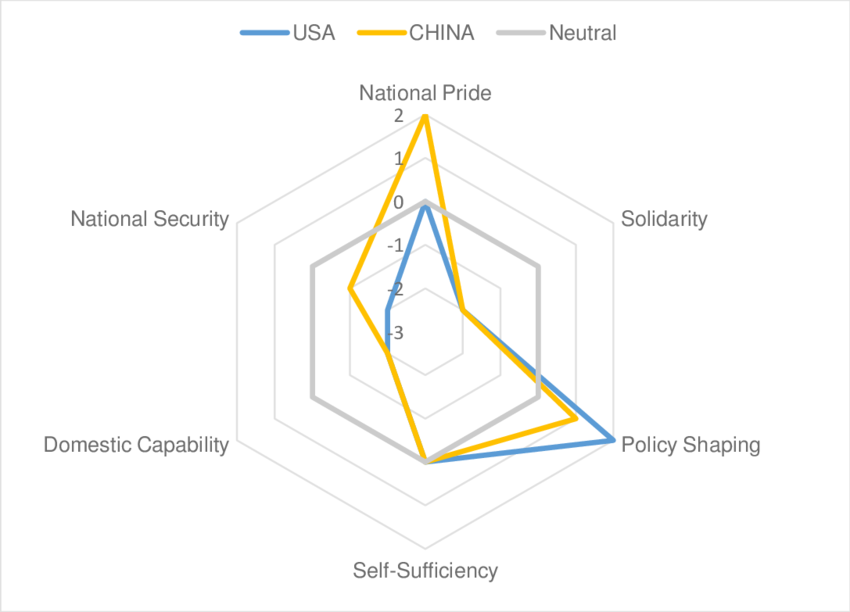 USA CHINA Neutral
National Pride
2
1
0
-1
-2
-3
National Security
Solidarity
Domestic Capability
Policy Shaping
Self-Sufficiency